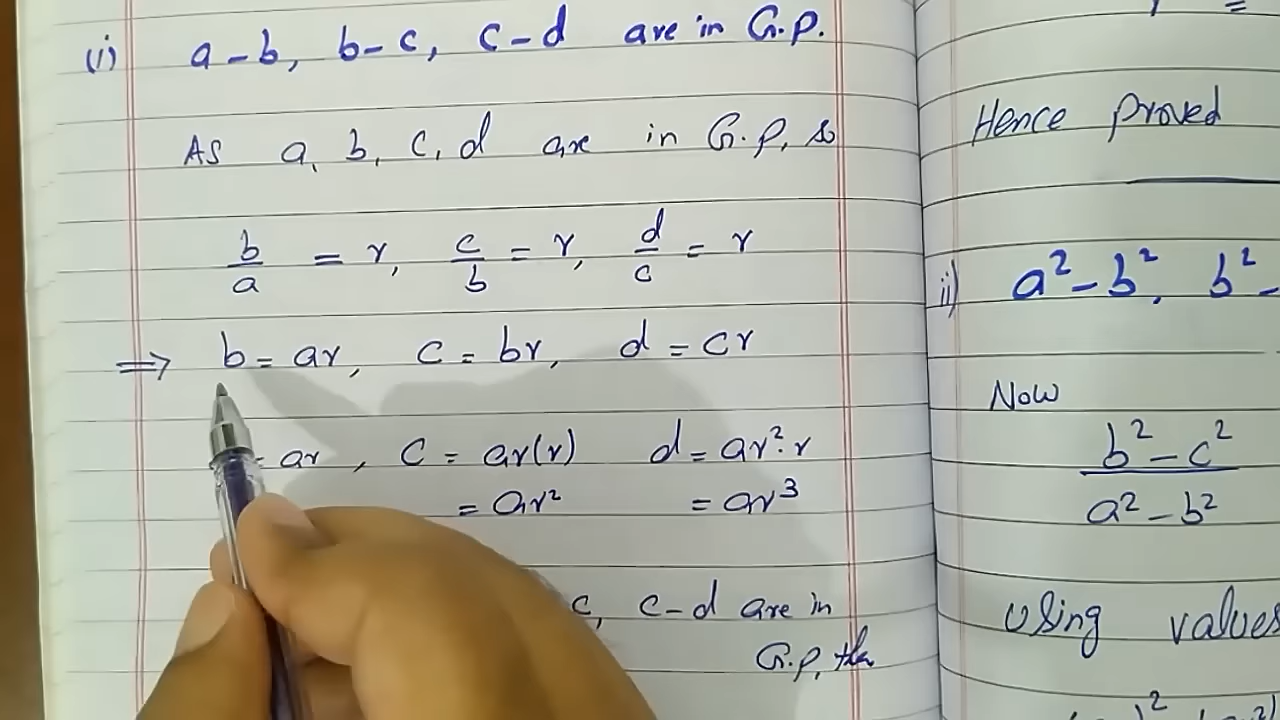 (i) a-b, b-c, c-d are in G.P.
As a, b, c, d are in G.P, so
b/a = r, c/b = r, d/c = r
⇒ b = ar, c = br, d = cr
= ar, c = ar(r) d = ar²·r
= ar² = ar³
c, c-d are in
G.P, then
=
Hence proved
ii) a²-b², b²-
Now
b²-c²
a²-b²
using values